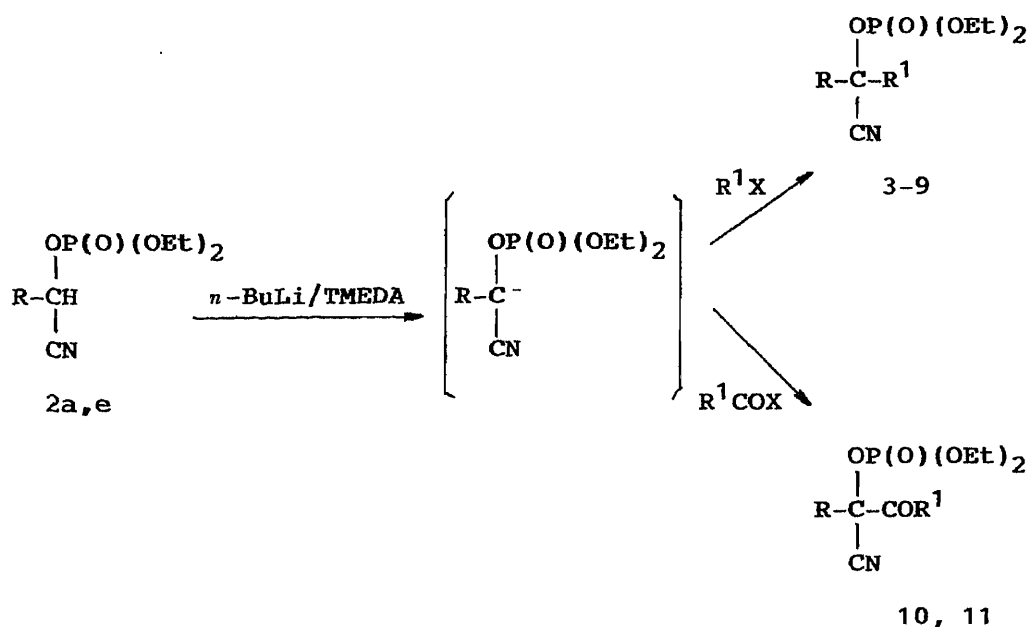 OP(O)(OEt)2
R-C-R1
CN
3-9
R1X
OP(O)(OEt)2
R-CH
CN
2a,e
n-BuLi/TMEDA
OP(O)(OEt)2
R-C-
CN
R1COX
OP(O)(OEt)2
R-C-COR1
CN
10, 11